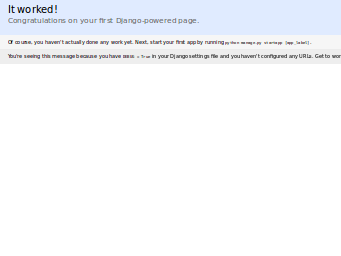 It worked!
Congratulations on your first Django-powered page.
Of course, you haven't actually done any work yet. Next, start your first app by running python manage.py startapp [app_label].
You're seeing this message because you have DEBUG = True in your Django settings file and you haven't configured any URLs. Get to wor